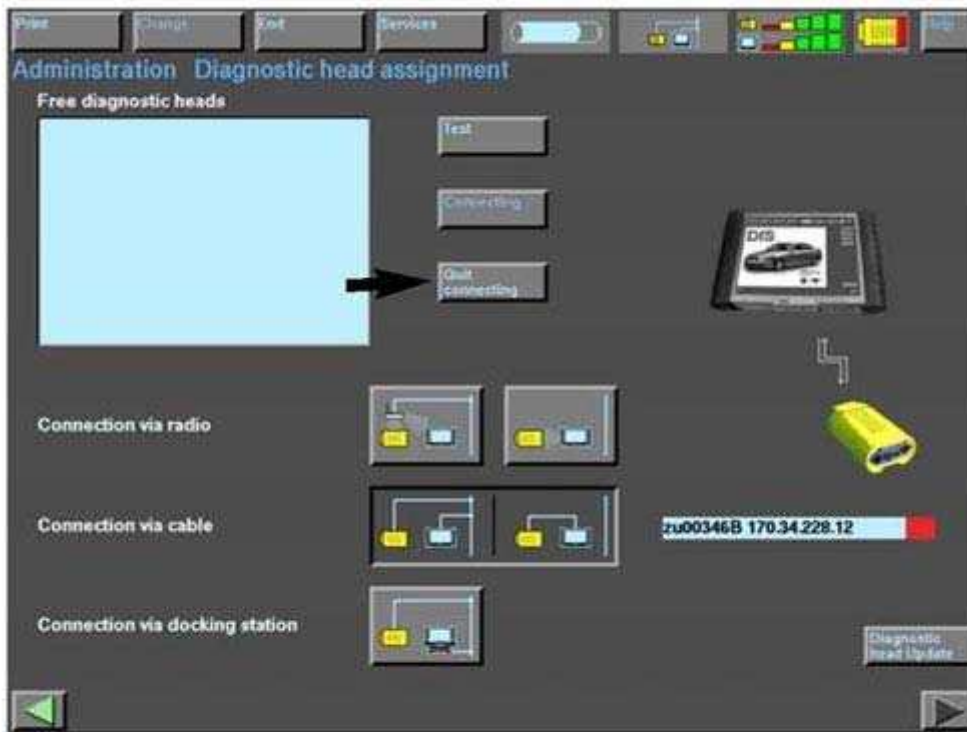 Print
Change
End
Services
Help
Administration Diagnostic head assignment
Free diagnostic heads
Test
Connecting
Quit
connecting
DIS
Connection via radio
Connection via cable
zu00346B 170.34.228.12
Connection via docking station
Diagnostic
head Update